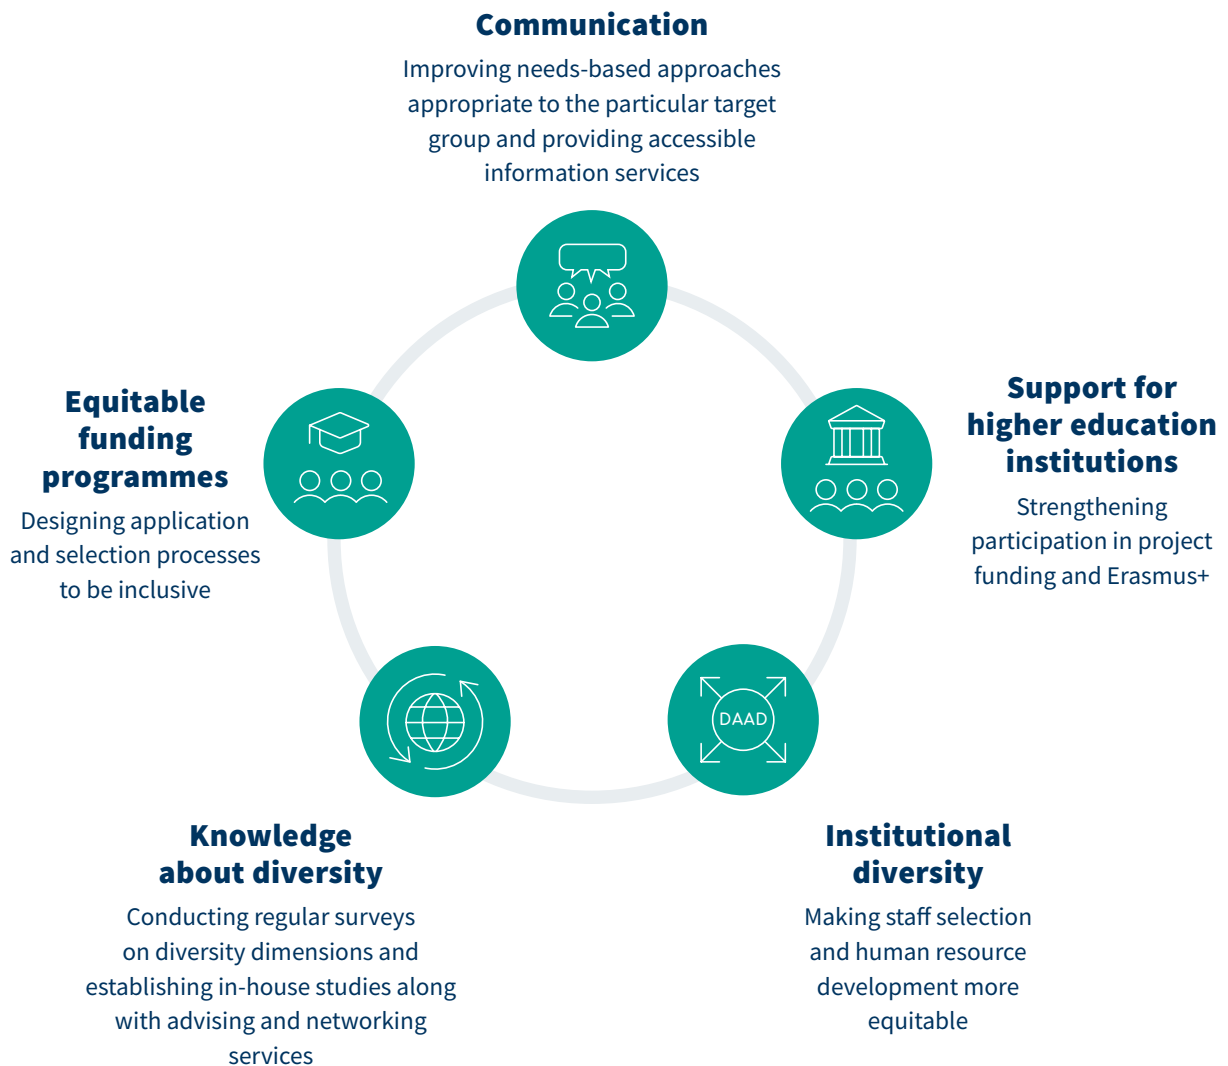 Communication
Improving needs-based approaches
appropriate to the particular target
group and providing accessible
information services
Equitable
funding
programmes
Designing application
and selection processes
to be inclusive
Support for
higher education
institutions
Strengthening
participation in project
funding and Erasmus+
DAAD
Knowledge
about diversity
Conducting regular surveys
on diversity dimensions and
establishing in-house studies along
with advising and networking
services
Institutional
diversity
Making staff selection
and human resource
development more
equitable